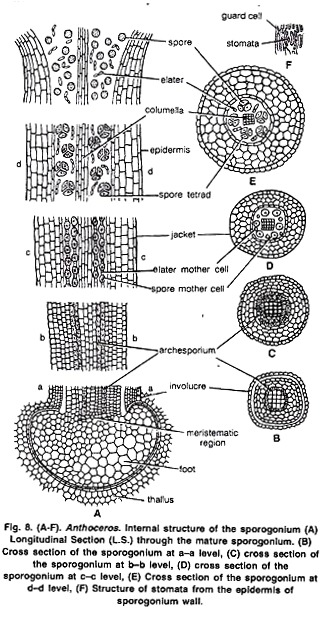 guard cell
stomata
F
spore
elater
columella
epidermis
d
d
spore tetrad
E
jacket
c
c
elater mother cell
spore mother cell
D
b
b
archesporium
C
a
a
involucre
B
meristematic
region
foot
thallus
A
Fig. 8. (A-F). Anthoceros. Internal structure of the sporogonium (A)
Longitudinal Section (L.S.) through the mature sporogonium. (B)
Cross section of the sporogonium at a–a level, (C) cross section of
the sporogonium at b–b level, (D) cross section of the
sporogonium at c–c level, (E) Cross section of the sporogonium at
d–d level, (F) Structure of stomata from the epidermis of
sporogonium wall.